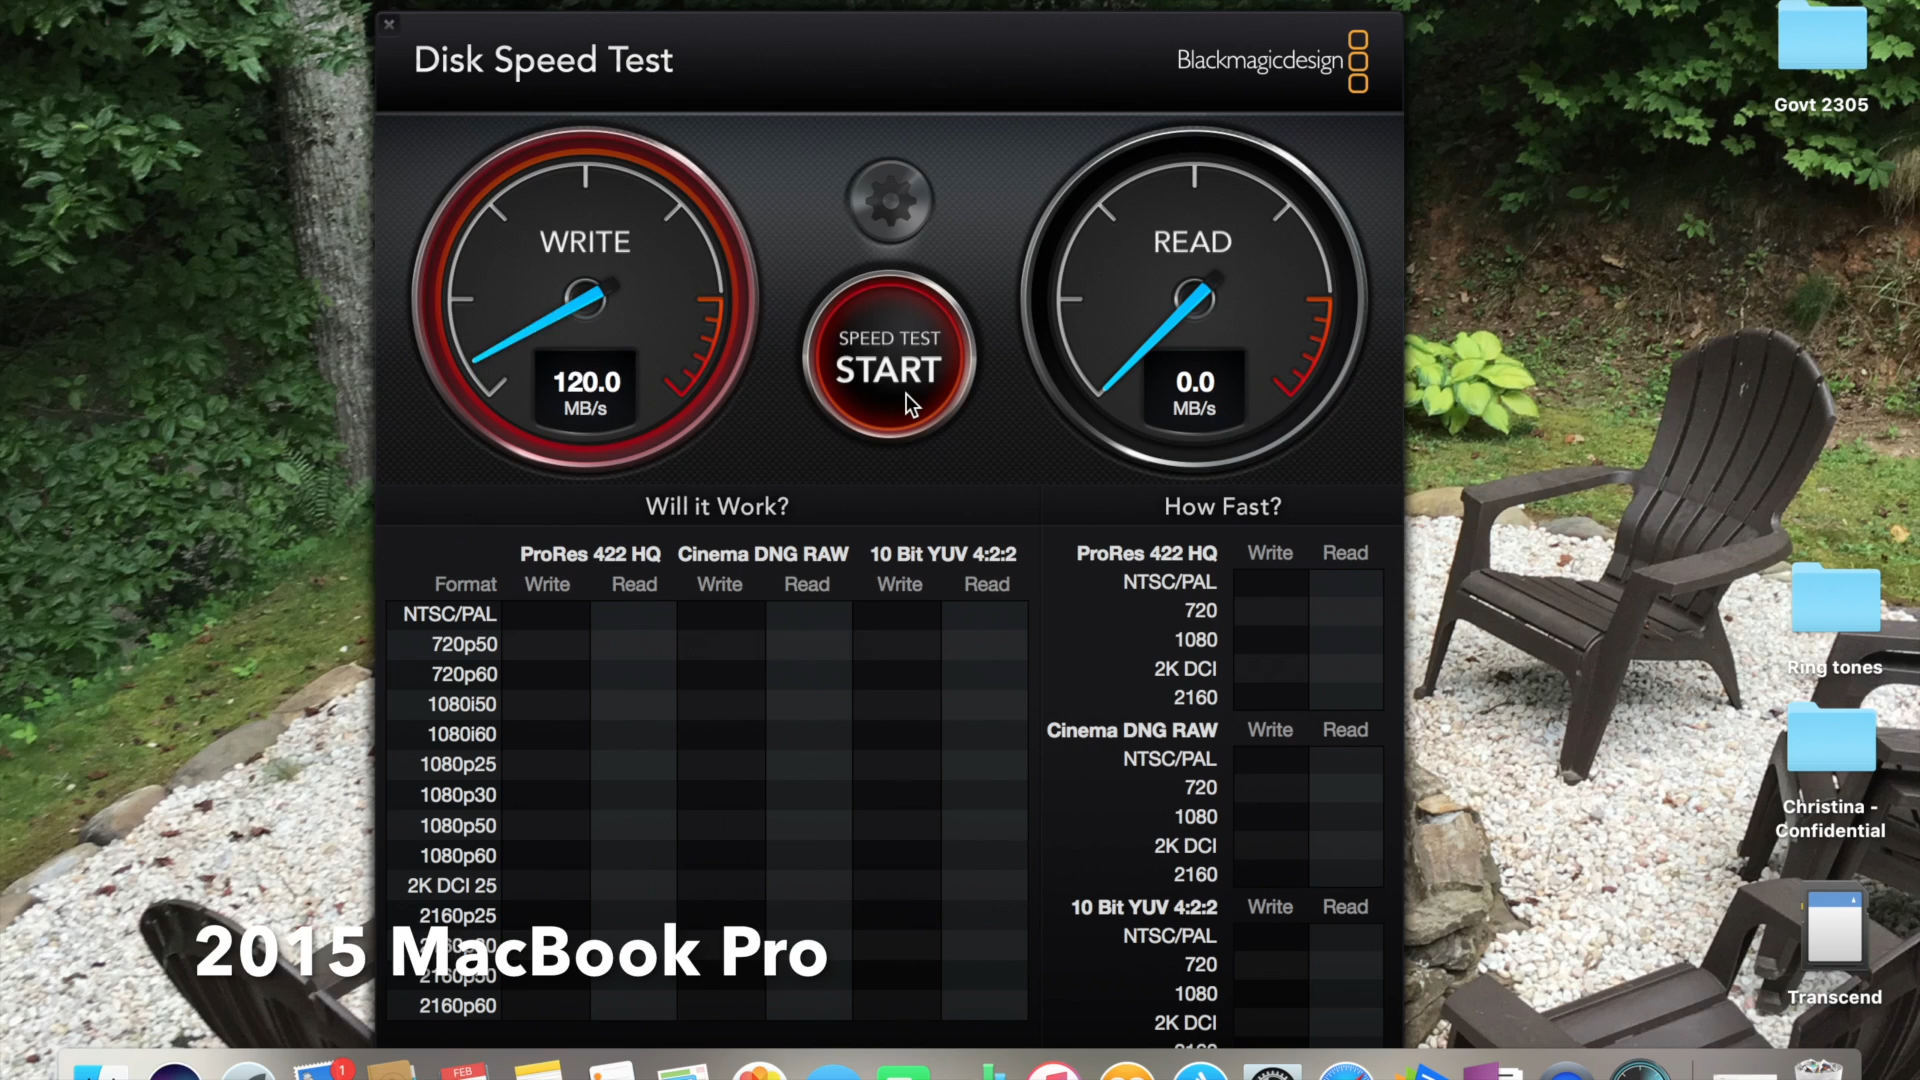 Disk Speed Test
Blackmagicdesign
Govt 2305
WRITE
120.0
MB/s
SPEED TEST
START
READ
0.0
MB/s
Will it Work?
How Fast?
ProRes 422 HQ Cinema DNG RAW 10 Bit YUV 4:2:2
Format Write Read Write Read Write Read
NTSC/PAL
720p50
720p60
1080i50
1080i60
1080p25
1080p30
1080p50
1080p60
2K DCI 25
2160p25
2160p50
2160p60
ProRes 422 HQ Write Read
NTSC/PAL
720
1080
2K DCI
2160
Cinema DNG RAW Write Read
NTSC/PAL
720
1080
2K DCI
2160
10 Bit YUV 4:2:2 Write Read
NTSC/PAL
720
1080
2K DCI
2160
Ring tones
Christina -
Confidential
Transcend
2015 MacBook Pro
1
FEB